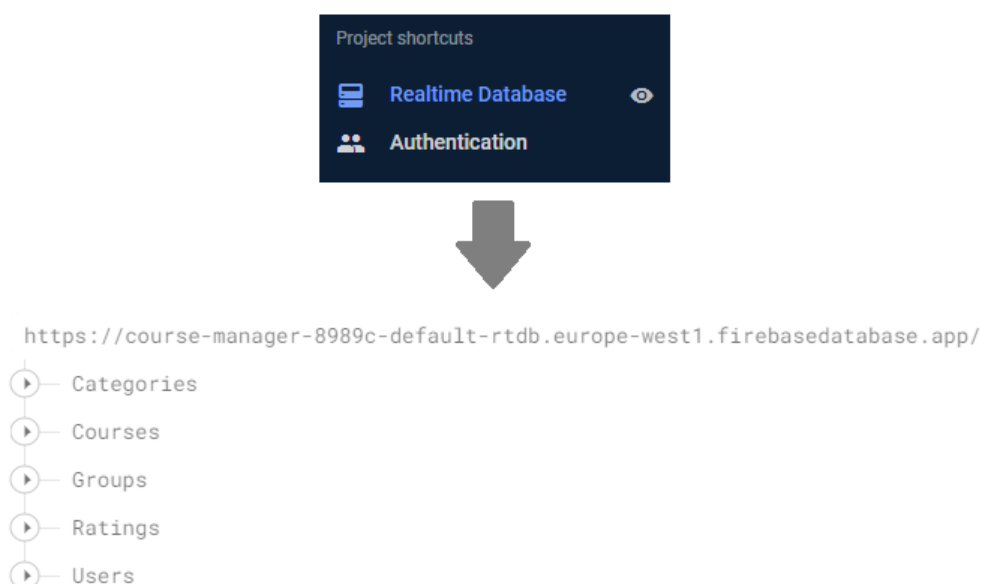 Project shortcuts
Realtime Database
Authentication
https://course-manager-8989c-default-rtdb.europe-west1.firebasedatabase.app/
Categories
Courses
Groups
Ratings
Users